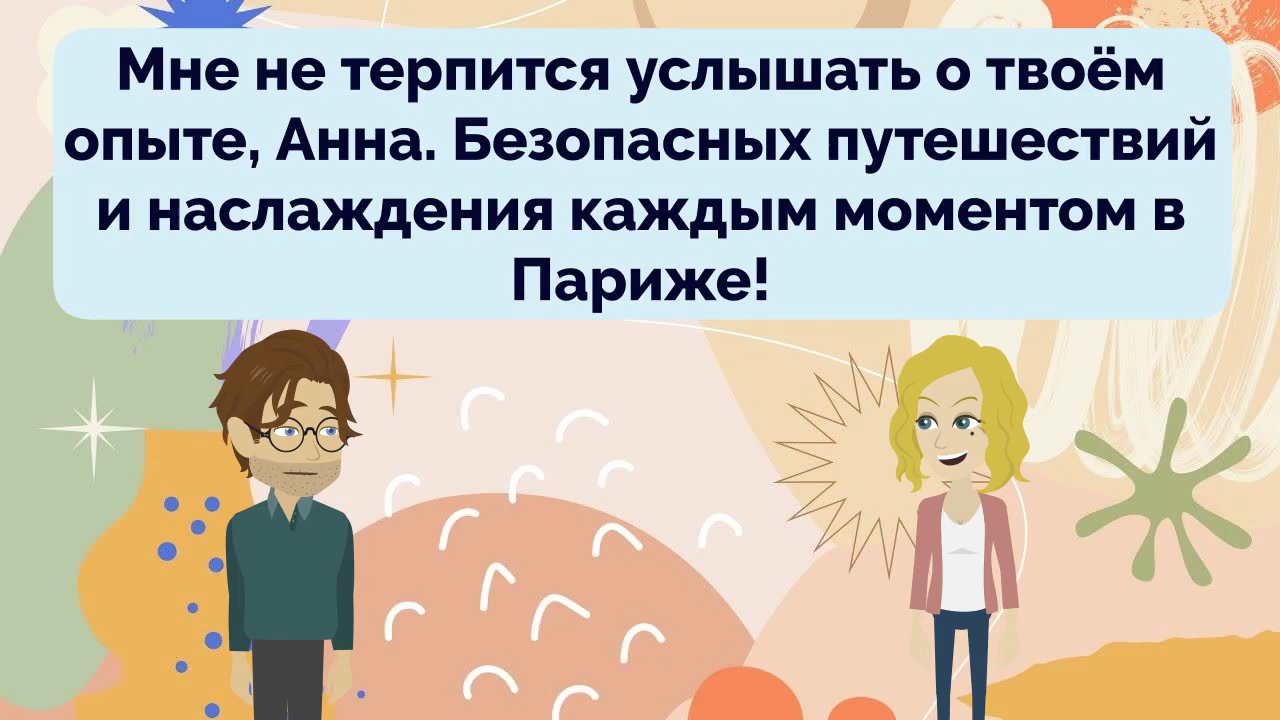 Мне не терпится услышать о твоём
опыте, Анна. Безопасных путешествий
и наслаждения каждым моментом в
Париже!